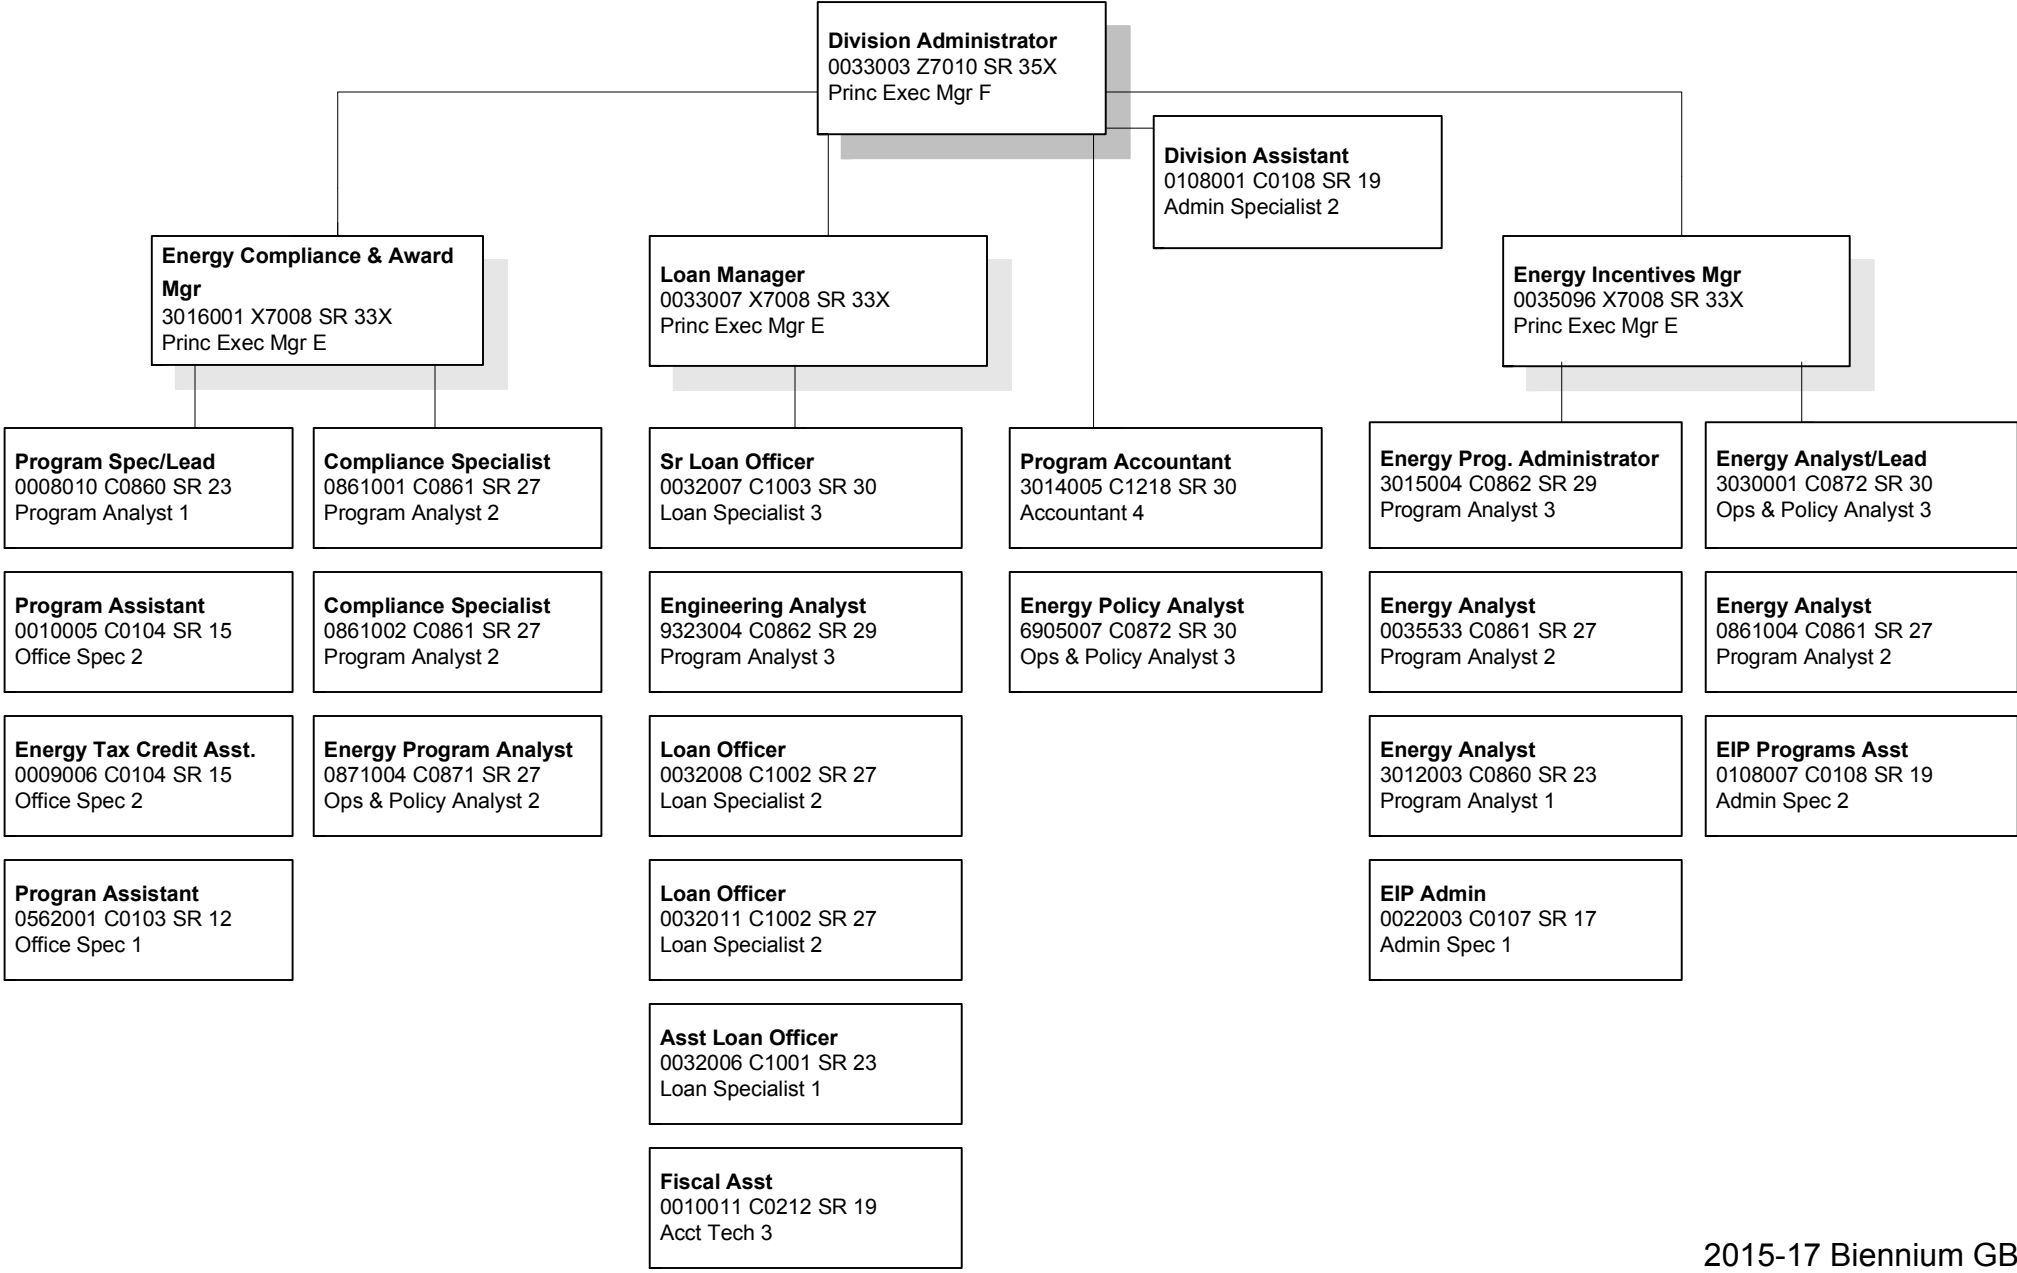 Division Administrator
0033003 Z7010 SR 35X
Princ Exec Mgr F
Division Assistant
0108001 C0108 SR 19
Admin Specialist 2
Energy Compliance & Award
Mgr
3016001 X7008 SR 33X
Princ Exec Mgr E
Loan Manager
0033007 X7008 SR 33X
Princ Exec Mgr E
Energy Incentives Mgr
0035096 X7008 SR 33X
Princ Exec Mgr E
Program Spec/Lead
0008010 C0860 SR 23
Program Analyst 1
Compliance Specialist
0861001 C0861 SR 27
Program Analyst 2
Sr Loan Officer
0032007 C1003 SR 30
Loan Specialist 3
Program Accountant
3014005 C1218 SR 30
Accountant 4
Energy Prog. Administrator
3015004 C0862 SR 29
Program Analyst 3
Energy Analyst/Lead
3030001 C0872 SR 30
Ops & Policy Analyst 3
Program Assistant
0010005 C0104 SR 15
Office Spec 2
Compliance Specialist
0861002 C0861 SR 27
Program Analyst 2
Engineering Analyst
9323004 C0862 SR 29
Program Analyst 3
Energy Policy Analyst
6905007 C0872 SR 30
Ops & Policy Analyst 3
Energy Analyst
0035533 C0861 SR 27
Program Analyst 2
Energy Analyst
0861004 C0861 SR 27
Program Analyst 2
Energy Tax Credit Asst.
0009006 C0104 SR 15
Office Spec 2
Energy Program Analyst
0871004 C0871 SR 27
Ops & Policy Analyst 2
Loan Officer
0032008 C1002 SR 27
Loan Specialist 2
Energy Analyst
3012003 C0860 SR 23
Program Analyst 1
EIP Programs Asst
0108007 C0108 SR 19
Admin Spec 2
Progran Assistant
0562001 C0103 SR 12
Office Spec 1
Loan Officer
0032011 C1002 SR 27
Loan Specialist 2
EIP Admin
0022003 C0107 SR 17
Admin Spec 1
Asst Loan Officer
0032006 C1001 SR 23
Loan Specialist 1
Fiscal Asst
0010011 C0212 SR 19
Acct Tech 3
2015-17 Biennium GB